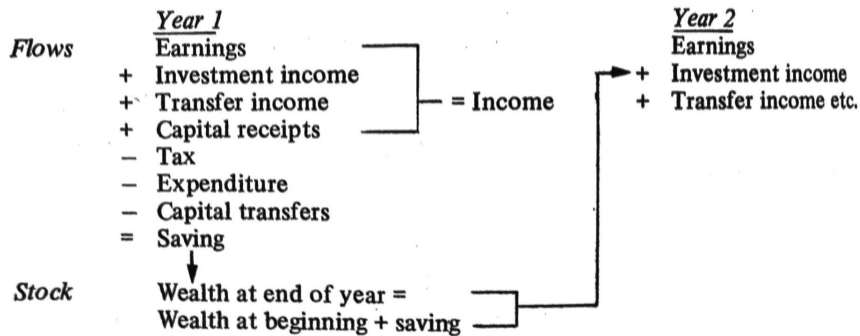 Year 1
Year 2
Flows Earnings
Earnings
+ Investment income
+ Investment income
+ Transfer income
= Income
+ Transfer income etc.
+ Capital receipts
− Tax
− Expenditure
− Capital transfers
= Saving
Stock Wealth at end of year =
Wealth at beginning + saving